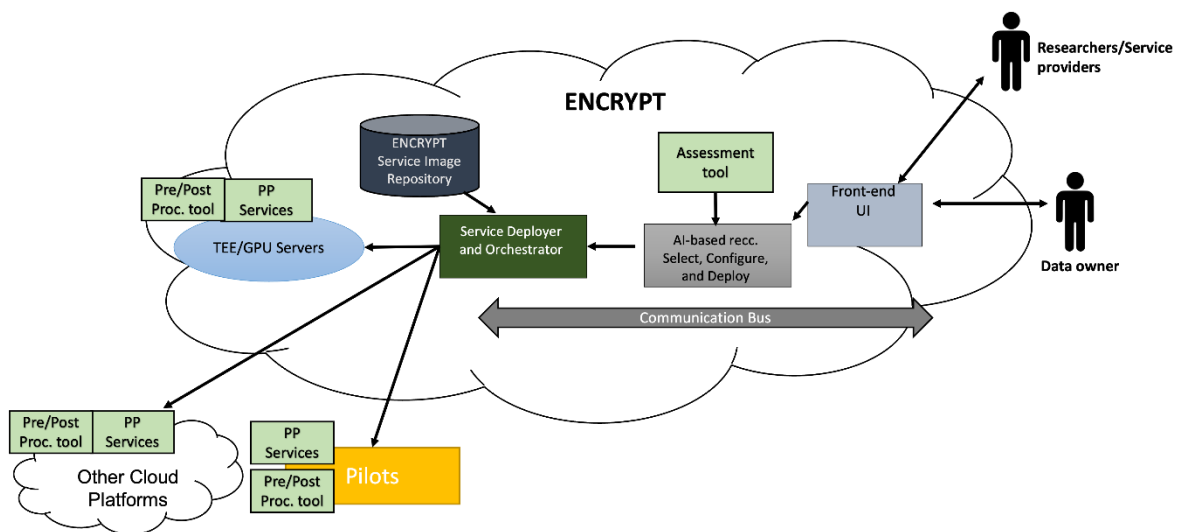 Researchers/Service
providers
ENCRYPT
ENCRYPT
Service Image
Repository
Assessment
tool
Pre/Post
Proc. tool
PP
Services
Front-end
UI
TEE/GPU Servers
Service Deployer
and Orchestrator
AI-based recc.
Select, Configure,
and Deploy
Data owner
Communication Bus
Pre/Post
Proc. tool
PP
Services
Other Cloud
Platforms
PP
Services
Pilots
Pre/Post
Proc. tool